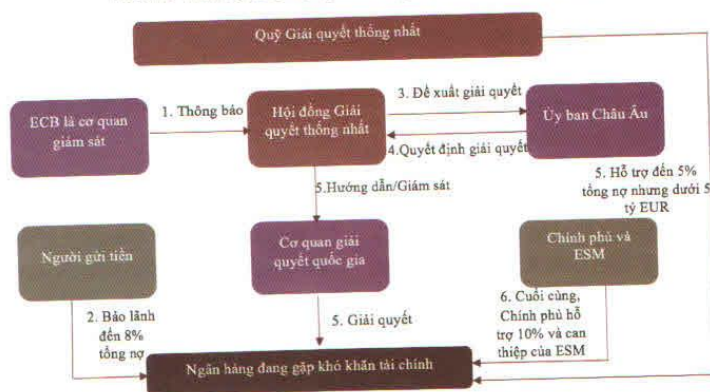 Quỹ Giải quyết thống nhất
ECB là cơ quan
giám sát
1. Thông báo
Hội đồng Giải
quyết thống nhất
3. Đề xuất giải quyết
4.Quyết định giải quyết
Ủy ban Châu Âu
5.Hướng dẫn/Giám sát
5. Hỗ trợ đến 5%
tổng nợ nhưng dưới 5
tỷ EUR
Người gửi tiền
Cơ quan giải
quyết quốc gia
Chính phủ và
ESM
2. Bảo lãnh
đến 8%
tổng nợ
5. Giải quyết
6. Cuối cùng,
Chính phủ hỗ
trợ 10% và can
thiệp của ESM
Ngân hàng đang gặp khó khăn tài chính